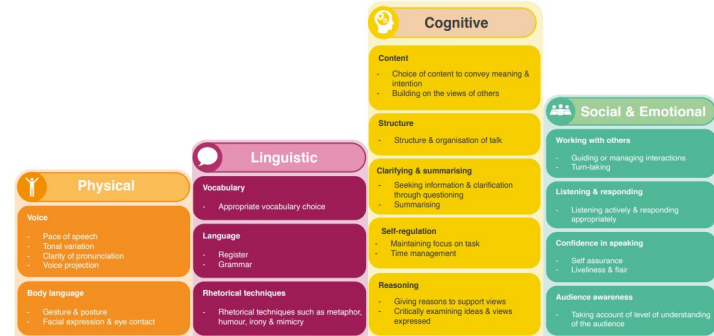 Physical
Voice
- Pace of speech
- Tonal variation
- Clarity of pronunciation
- Voice projection
Body language
- Gesture & posture
- Facial expression & eye contact
Linguistic
Vocabulary
- Appropriate vocabulary choice
Language
- Register
- Grammar
Rhetorical techniques
- Rhetorical techniques such as metaphor,
humour, irony & mimicry
Cognitive
Content
- Choice of content to convey meaning &
intention
- Building on the views of others
Structure
- Structure & organisation of talk
Clarifying & summarising
- Seeking information & clarification
through questioning
- Summarising
Self-regulation
- Maintaining focus on task
- Time management
Reasoning
- Giving reasons to support views
- Critically examining ideas & views
expressed
Social & Emotional
Working with others
- Guiding or managing interactions
- Turn-taking
Listening & responding
- Listening actively & responding
appropriately
Confidence in speaking
- Self assurance
- Liveliness & flair
Audience awareness
- Taking account of level of understanding
of the audience